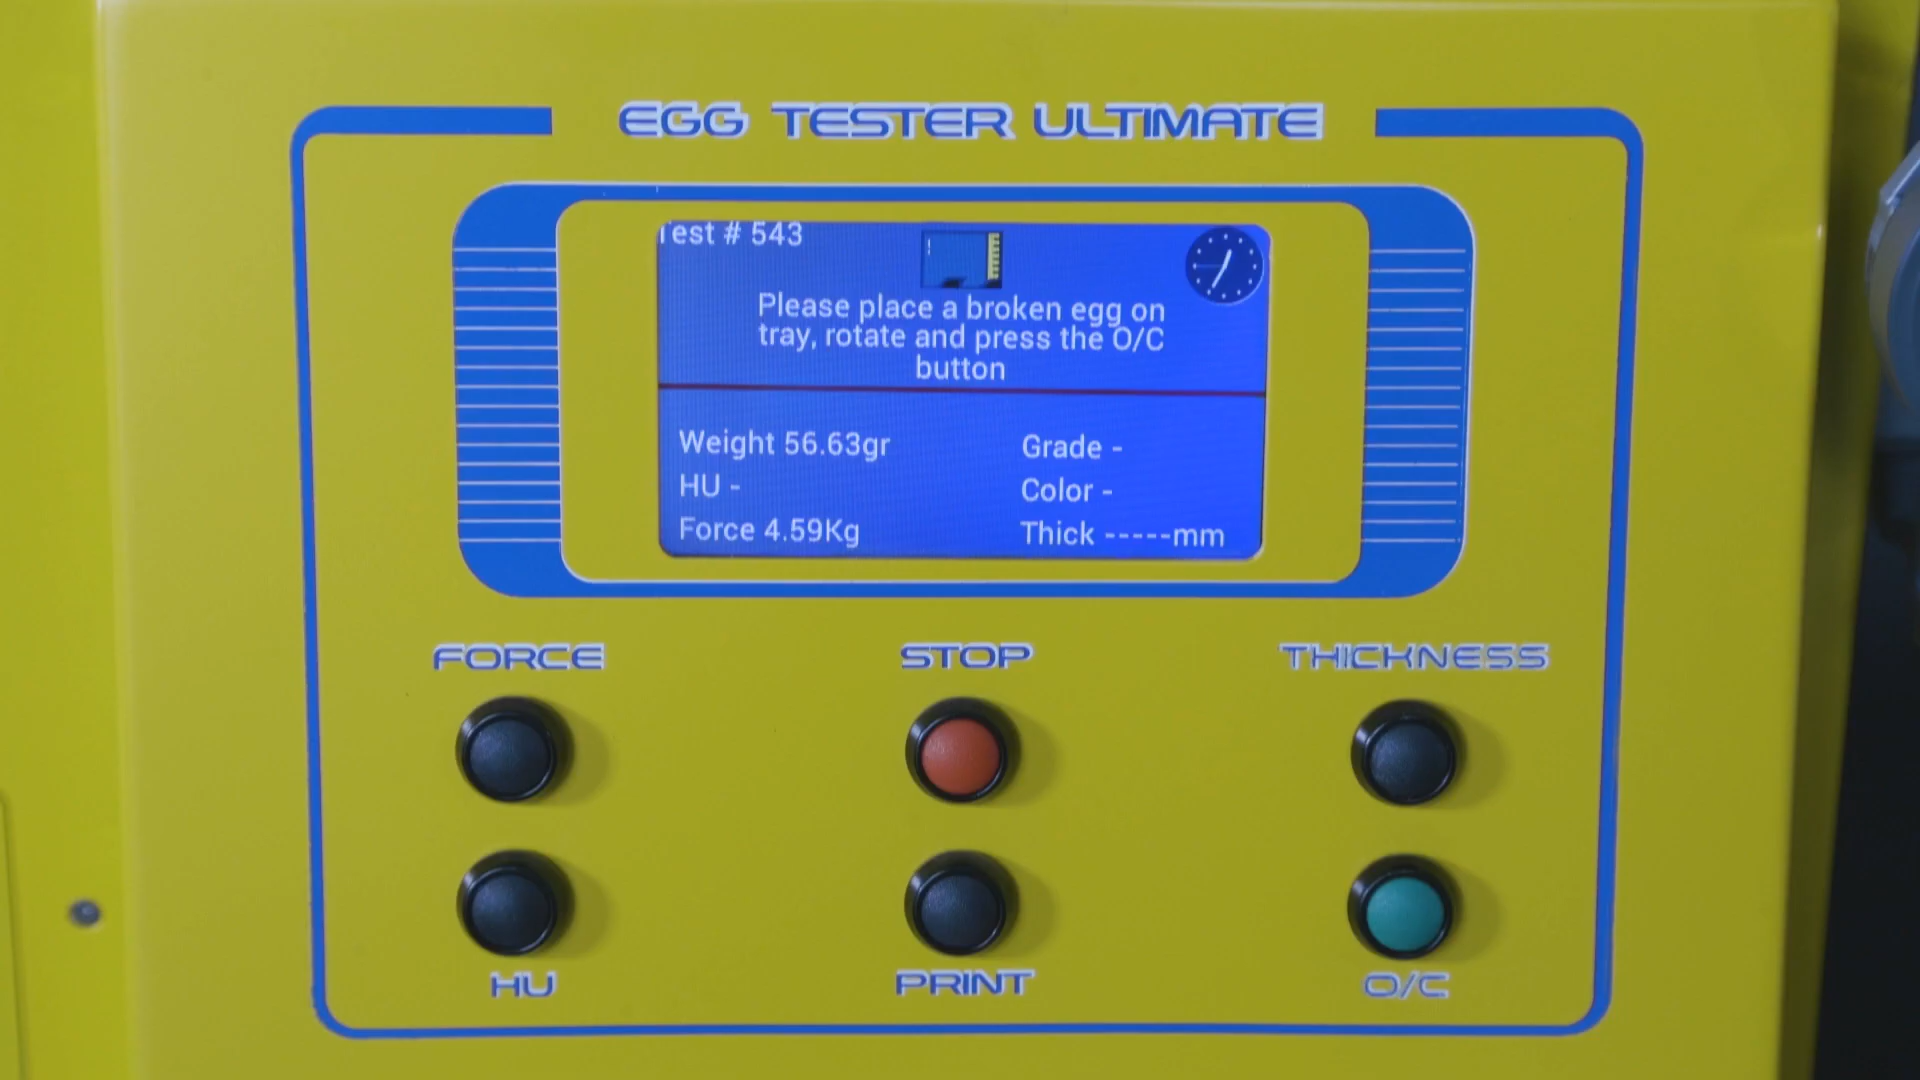 EGG TESTER ULTIMATE
Test # 543
Please place a broken egg on
tray, rotate and press the O/C
button
Weight 56.63gr
Grade -
HU -
Color -
Force 4.59Kg
Thick -----mm
FORCE
STOP
THICKNESS
HU
PRINT
O/C